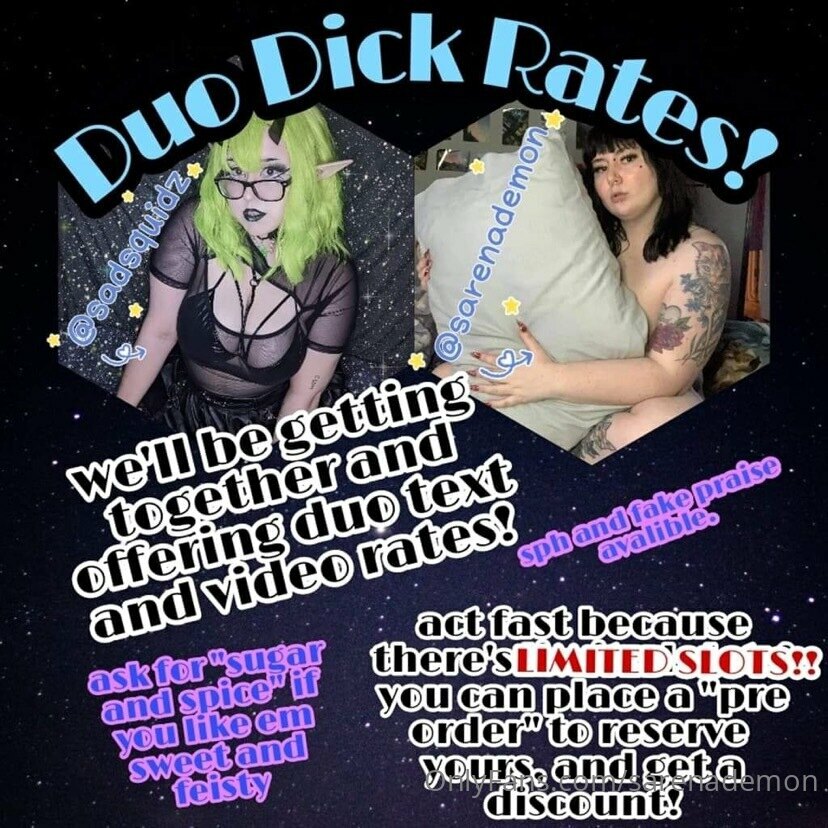 Duo Dick Rates!
@sadsquidz
@sarenademon
we'll be getting
together and
offering duo text
and video rates!
sph and fake praise
avalible.
ask for "sugar
and spice" if
you like em
sweet and
feisty
act fast because
there's LIMITED SLOTS!!
you can place a "pre
order" to reserve
yours, and get a
discount!
OnlyFans.com/sarenademon